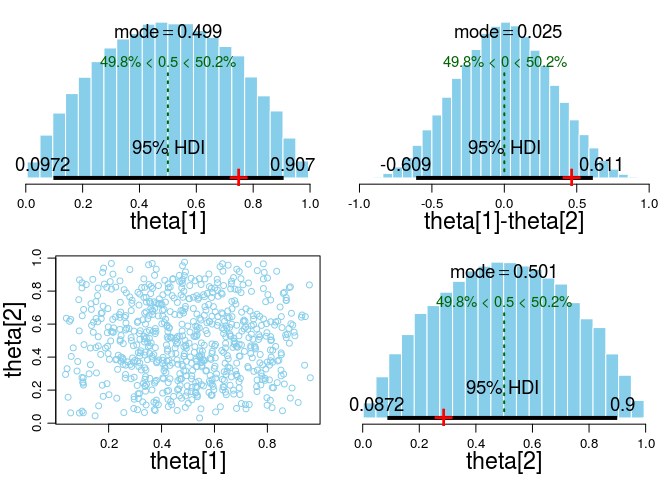 mode = 0.499
49.8% < 0.5 < 50.2%
95% HDI
0.0972 0.907
0.0 0.2 0.4 0.6 0.8 1.0
theta[1]
mode = 0.025
49.8% < 0 < 50.2%
95% HDI
-0.609 0.611
-1.0 -0.5 0.0 0.5 1.0
theta[1]-theta[2]
theta[2]
0.0 0.2 0.4 0.6 0.8 1.0
0.2 0.4 0.6 0.8
theta[1]
mode = 0.501
49.8% < 0.5 < 50.2%
95% HDI
0.0872 0.9
0.0 0.2 0.4 0.6 0.8 1.0
theta[2]